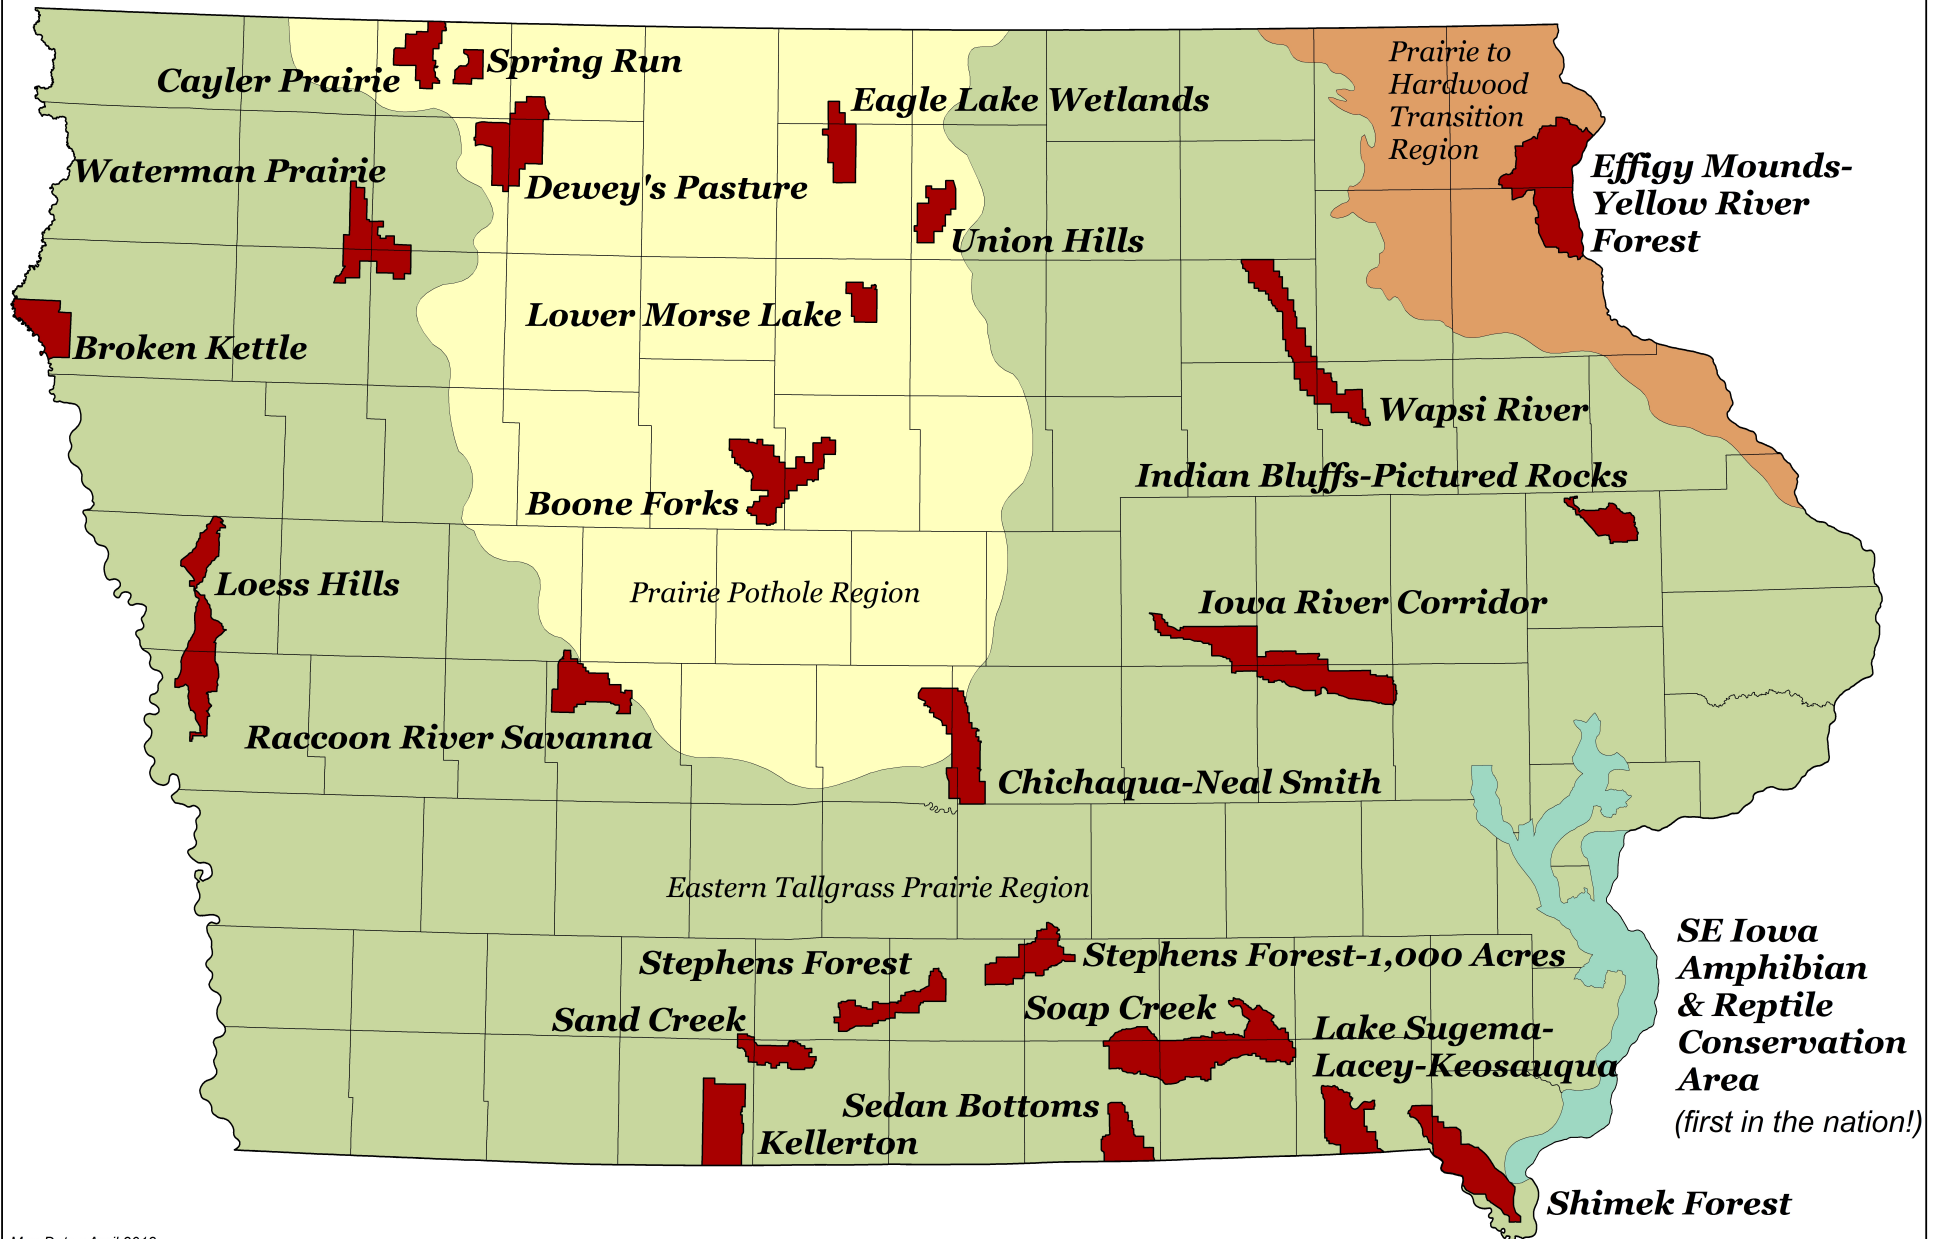 Prairie to
Hardwood
Transition
Region
Spring Run
Cayler Prairie
Eagle Lake Wetlands
Waterman Prairie
Dewey's Pasture
Effigy Mounds-
Yellow River
Forest
Union Hills
Lower Morse Lake
Broken Kettle
Wapsi River
Indian Bluffs-Pictured Rocks
Boone Forks
Loess Hills
Prairie Pothole Region
Iowa River Corridor
Raccoon River Savanna
Chichaqua-Neal Smith
Eastern Tallgrass Prairie Region
SE Iowa
Amphibian
& Reptile
Conservation
Area
(first in the nation!)
Stephens Forest
Stephens Forest-1,000 Acres
Sand Creek
Soap Creek
Lake Sugema-
Lacey-Keosauqua
Sedan Bottoms
Kellerton
Shimek Forest